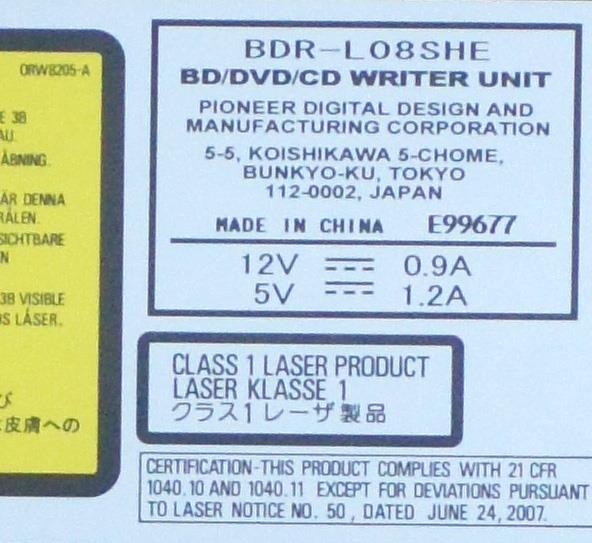 ORW8205-A
E 3B
AU.
ÅBNING.
ÄR DENNA
RÅLEN.
SICHTBARE
N
3B VISIBLE
OS LÁSER.
び
皮膚への
BDR-L08SHE
BD/DVD/CD WRITER UNIT
PIONEER DIGITAL DESIGN AND
MANUFACTURING CORPORATION
5-5, KOISHIKAWA 5-CHOME,
BUNKYO-KU, TOKYO
112-0002, JAPAN
MADE IN CHINA E99677
12V ⎓ 0.9A
5V ⎓ 1.2A
CLASS 1 LASER PRODUCT
LASER KLASSE 1
クラス1レーザ製品
CERTIFICATION-THIS PRODUCT COMPLIES WITH 21 CFR
1040.10 AND 1040.11 EXCEPT FOR DEVIATIONS PURSUANT
TO LASER NOTICE NO. 50, DATED JUNE 24, 2007.